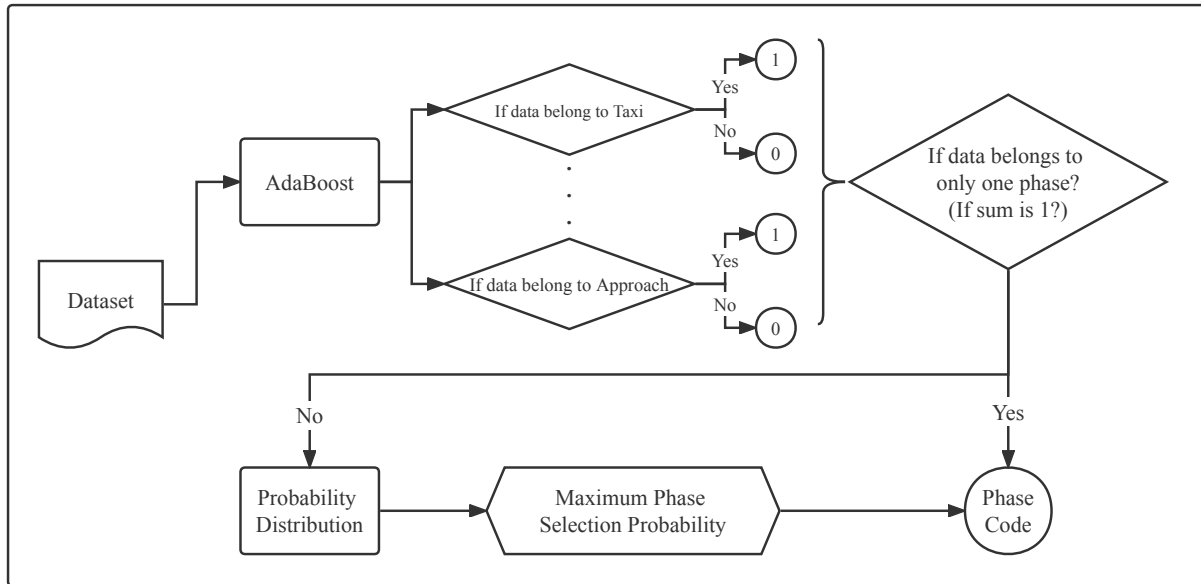 Dataset
AdaBoost
If data belong to Taxi
Yes
1
No
0
.
.
.
If data belong to Approach
Yes
1
No
0
If data belongs to
only one phase?
(If sum is 1?)
No
Yes
Probability
Distribution
Maximum Phase
Selection Probability
Phase
Code